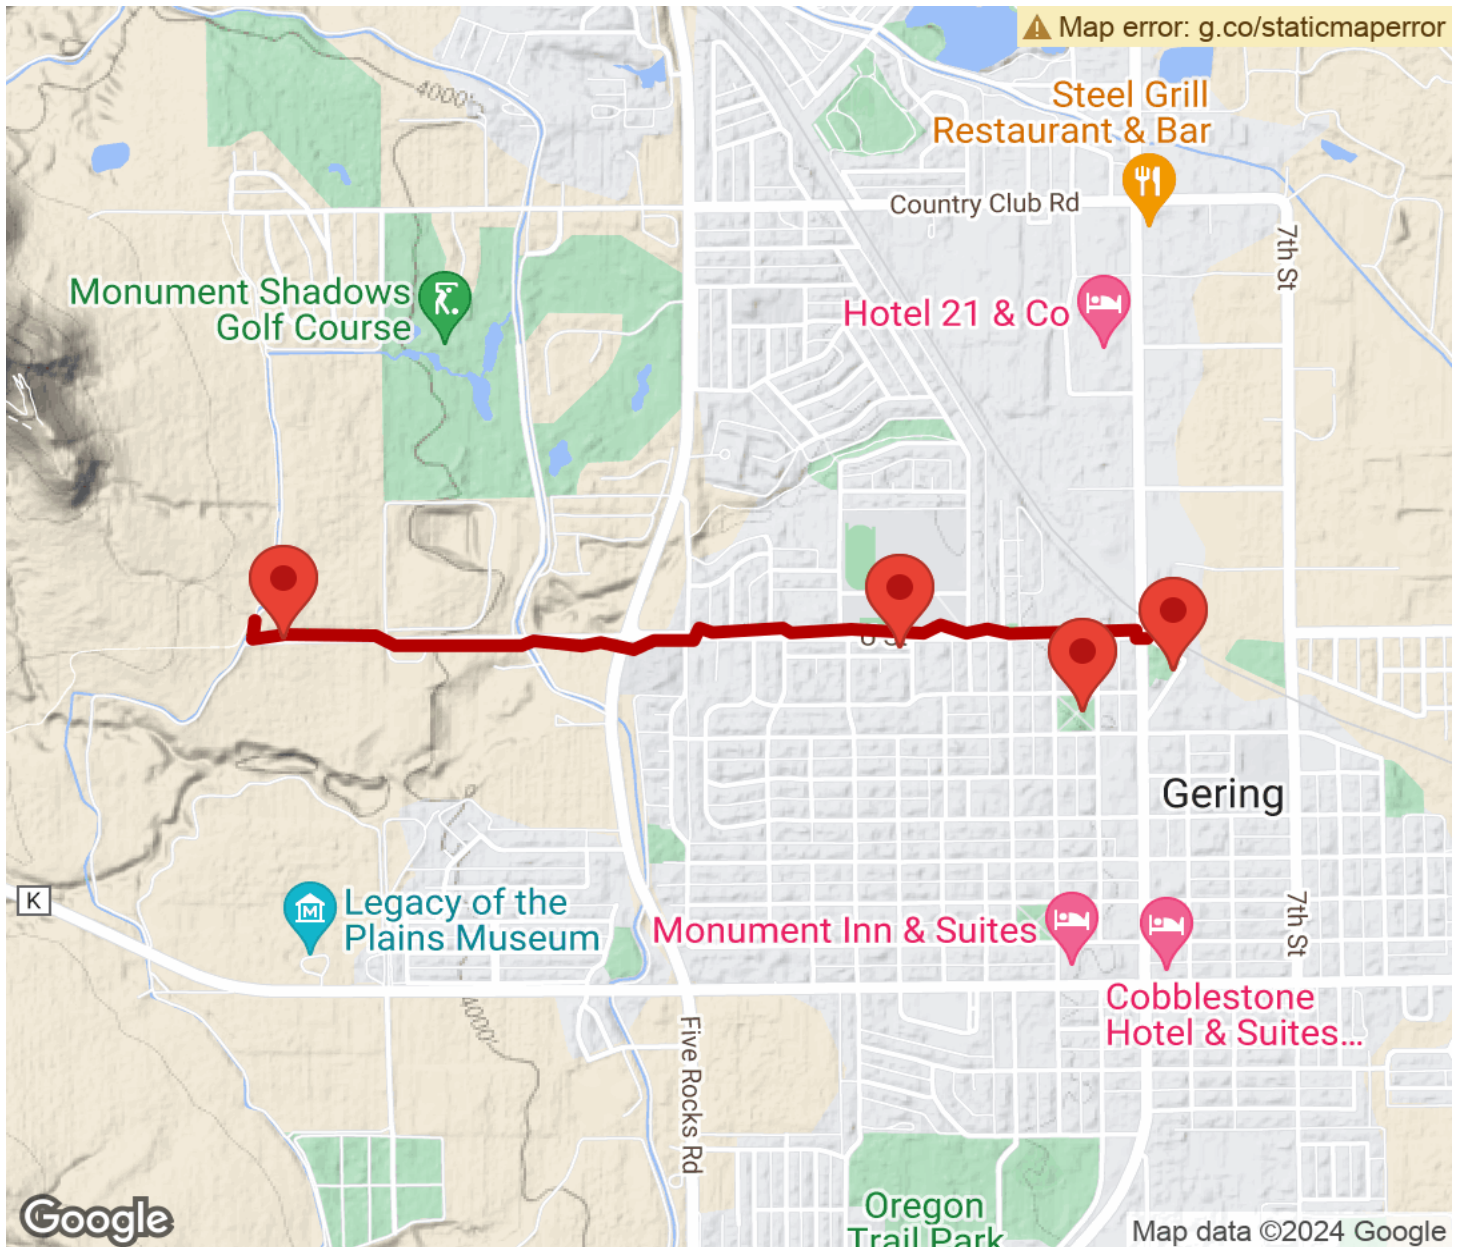 Map error: g.co/staticmaperror
4000'
Steel Grill
Restaurant & Bar
Country Club Rd
7th St
Monument Shadows
Golf Course
Hotel 21 & Co
Gering
K
Legacy of the
Plains Museum
Monument Inn & Suites
7th St
Cobblestone
Hotel & Suites...
4000'
Five Rocks Rd
Oregon
Trail Park
Google
Map data ©2024 Google